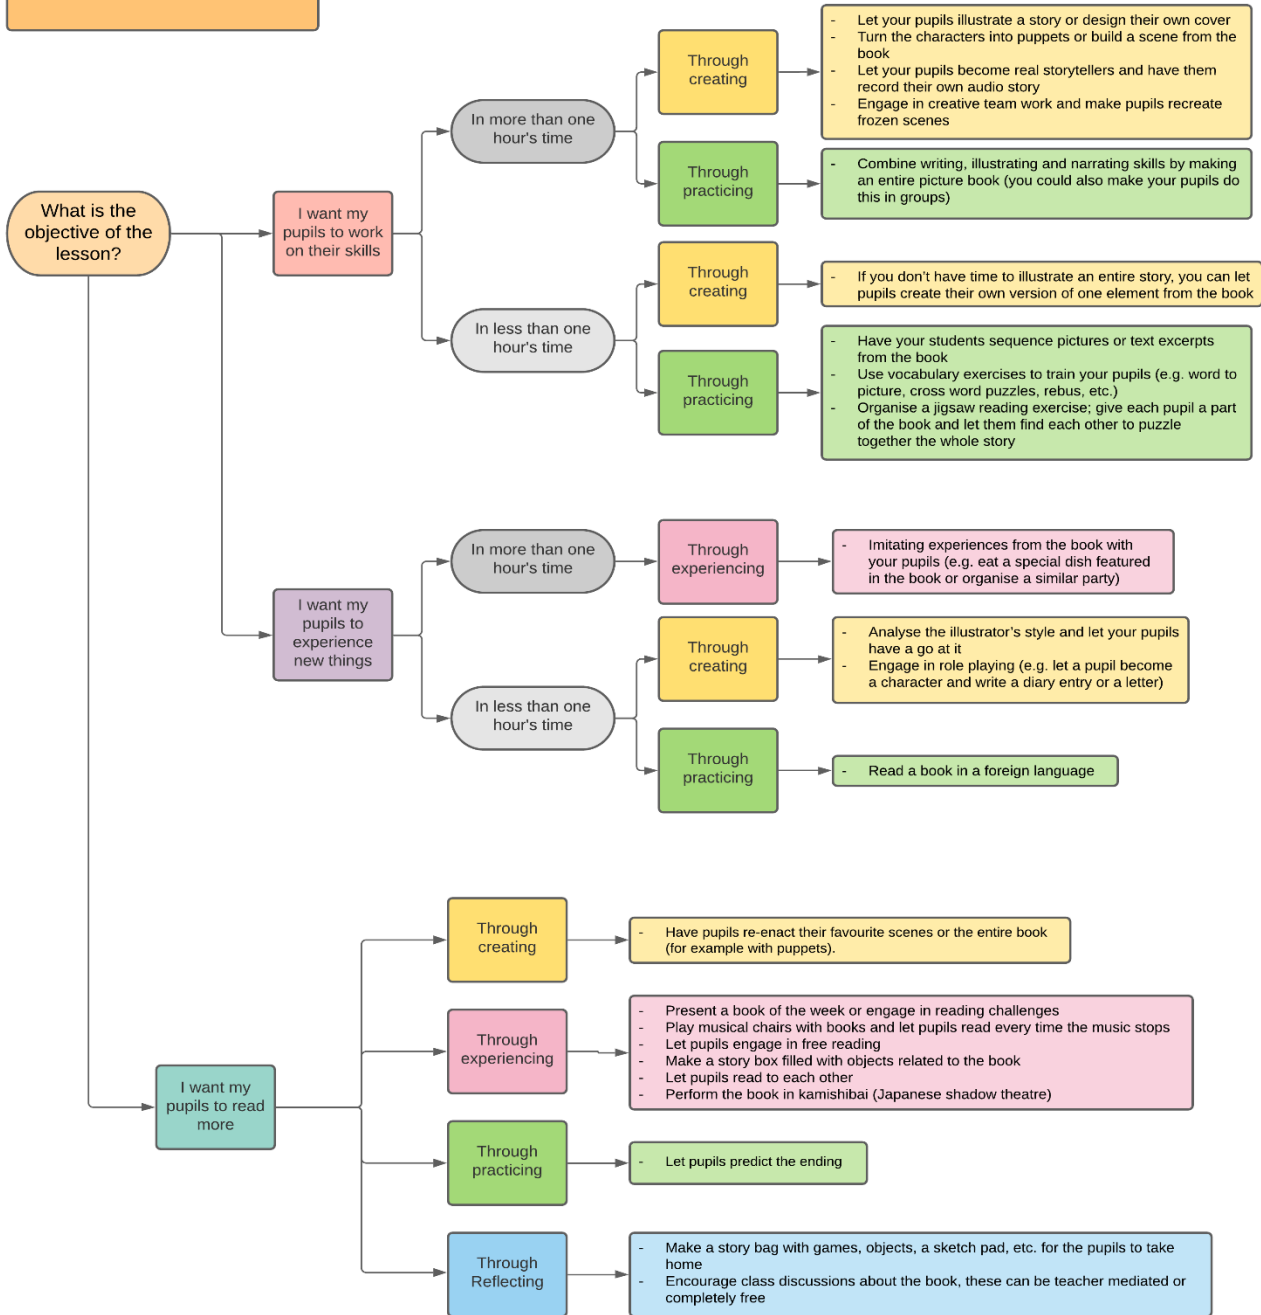 What is the
objective of the
lesson?
I want my
pupils to work
on their skills
In more than one
hour's time
Through
creating
- Let your pupils illustrate a story or design their own cover
- Turn the characters into puppets or build a scene from the
book
- Let your pupils become real storytellers and have them
record their own audio story
- Engage in creative team work and make pupils recreate
frozen scenes
Through
practicing
- Combine writing, illustrating and narrating skills by making
an entire picture book (you could also make your pupils do
this in groups)
In less than one
hour's time
Through
creating
- If you don't have time to illustrate an entire story, you can let
pupils create their own version of one element from the book
Through
practicing
- Have your students sequence pictures or text excerpts
from the book
- Use vocabulary exercises to train your pupils (e.g. word to
picture, cross word puzzles, rebus, etc.)
- Organise a jigsaw reading exercise; give each pupil a part
of the book and let them find each other to puzzle
together the whole story
I want my
pupils to
experience
new things
In more than one
hour's time
Through
experiencing
- Imitating experiences from the book with
your pupils (e.g. eat a special dish featured
in the book or organise a similar party)
In less than one
hour's time
Through
creating
- Analyse the illustrator's style and let your pupils
have a go at it
- Engage in role playing (e.g. let a pupil become
a character and write a diary entry or a letter)
Through
practicing
- Read a book in a foreign language
I want my
pupils to read
more
Through
creating
- Have pupils re-enact their favourite scenes or the entire book
(for example with puppets).
Through
experiencing
- Present a book of the week or engage in reading challenges
- Play musical chairs with books and let pupils read every time the music stops
- Let pupils engage in free reading
- Make a story box filled with objects related to the book
- Let pupils read to each other
- Perform the book in kamishibai (Japanese shadow theatre)
Through
practicing
- Let pupils predict the ending
Through
Reflecting
- Make a story bag with games, objects, a sketch pad, etc. for the pupils to take
home
- Encourage class discussions about the book, these can be teacher mediated or
completely free